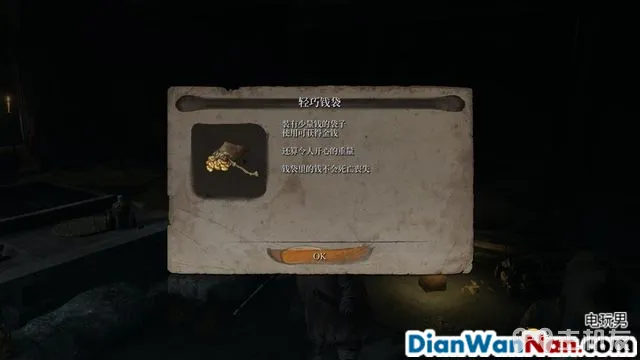 轻巧钱袋
装有少量钱的袋子
使用可获得金钱
还算令人开心的重量
钱袋里的钱不会死亡丧失
OK
电玩男
DianWanNan.com